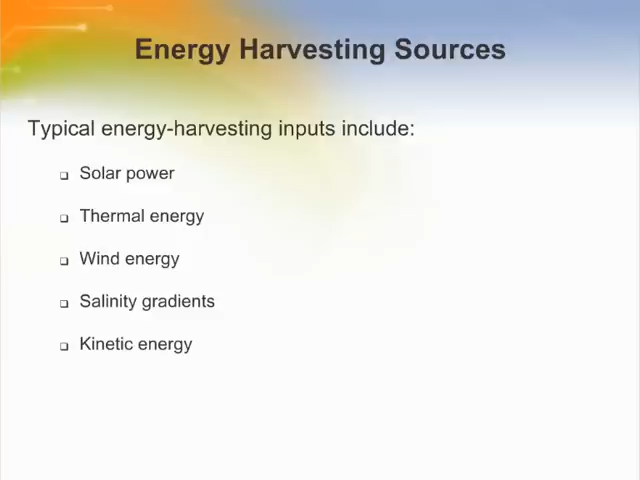 Energy Harvesting Sources
Typical energy-harvesting inputs include:
❑ Solar power
❑ Thermal energy
❑ Wind energy
❑ Salinity gradients
❑ Kinetic energy